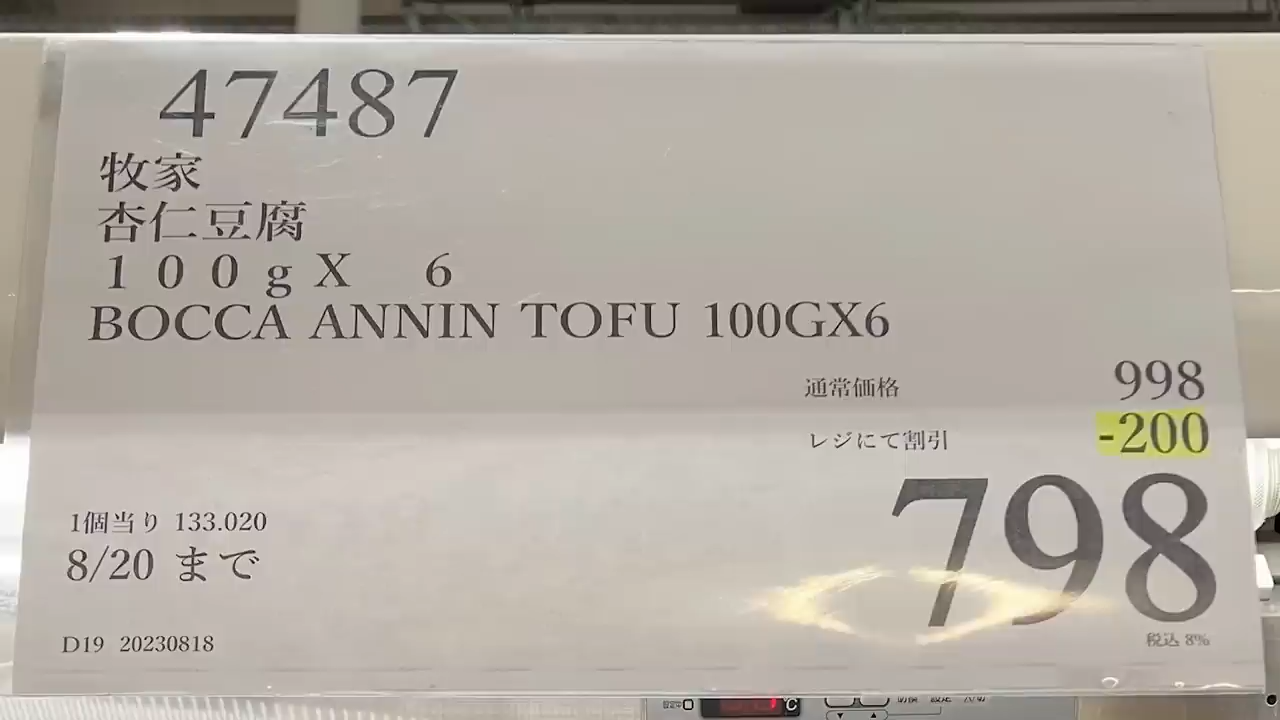 47487
牧家
杏仁豆腐
１００ｇＸ　６
BOCCA ANNIN TOFU 100GX6
通常価格 998
レジにて割引 -200
798
1個当り 133.020
8/20 まで
税込 8%
D19 20230818
℃